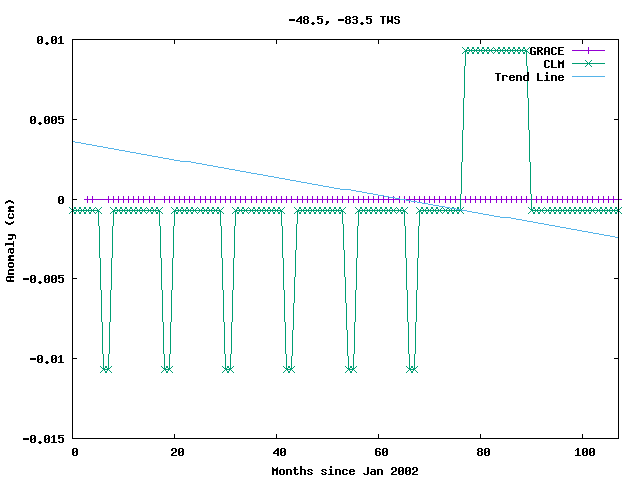 -48.5, -83.5 TWS
GRACE
CLM
Trend Line
0.01
0.005
0
-0.005
-0.01
-0.015
Anomaly (cm)
0 20 40 60 80 100
Months since Jan 2002